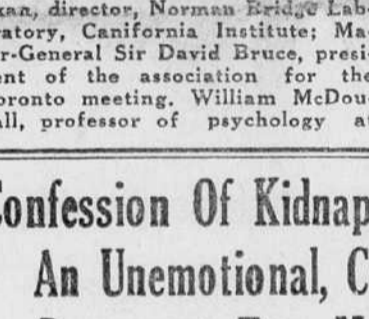 kan, director, Norman Bridge Lab-
ratory, Canifornia Institute; Ma-
r-General Sir David Bruce, presi-
ent of the association for the
oronto meeting. William McDou-
all, professor of psychology at
Confession Of Kidnap
An Unemotional, C